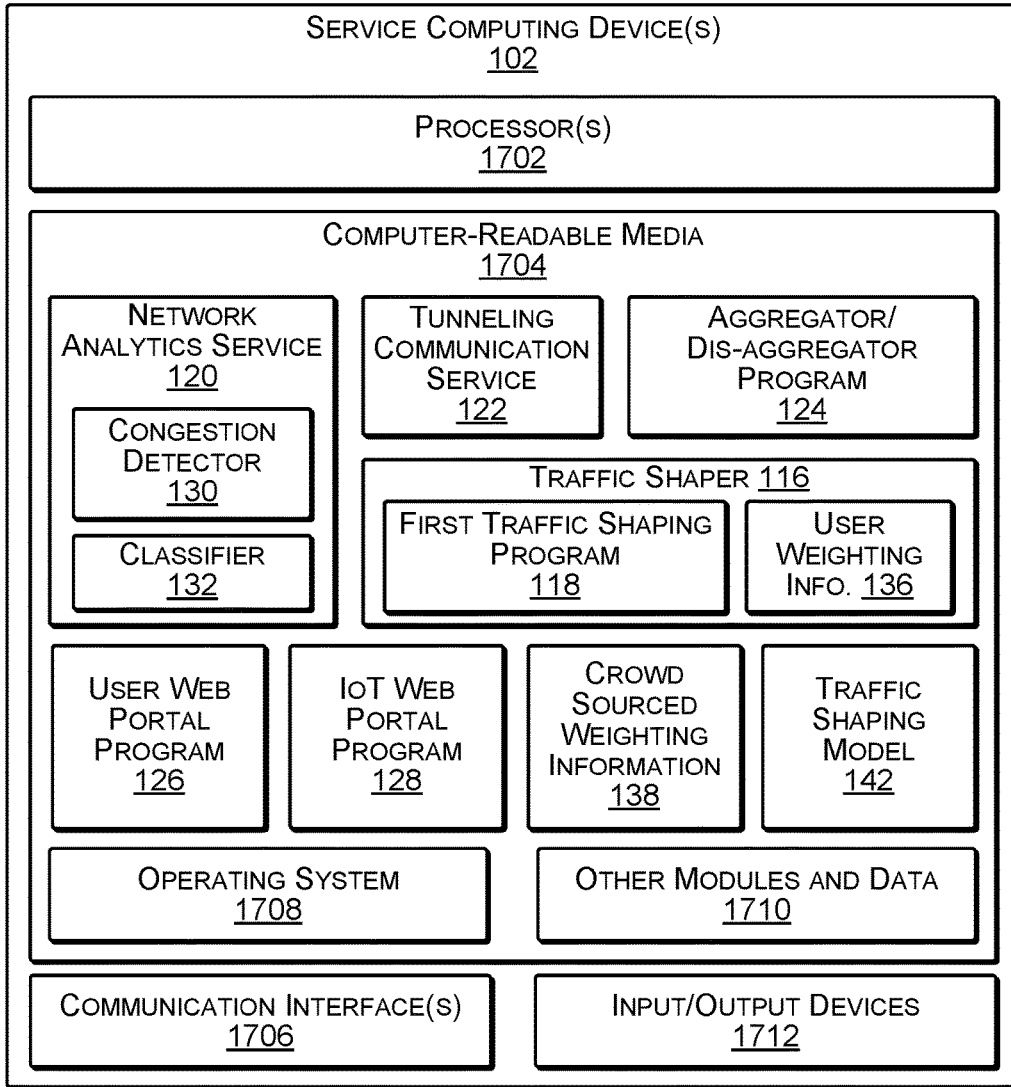 SERVICE COMPUTING DEVICE(S)
102
PROCESSOR(S)
1702
COMPUTER-READABLE MEDIA
1704
NETWORK
ANALYTICS SERVICE
120
CONGESTION
DETECTOR
130
CLASSIFIER
132
TUNNELING
COMMUNICATION
SERVICE
122
AGGREGATOR/
DIS-AGGREGATOR
PROGRAM
124
TRAFFIC SHAPER 116
FIRST TRAFFIC SHAPING
PROGRAM
118
USER
WEIGHTING
INFO. 136
USER WEB
PORTAL
PROGRAM
126
IOT WEB
PORTAL
PROGRAM
128
CROWD
SOURCED
WEIGHTING
INFORMATION
138
TRAFFIC
SHAPING
MODEL
142
OPERATING SYSTEM
1708
OTHER MODULES AND DATA
1710
COMMUNICATION INTERFACE(S)
1706
INPUT/OUTPUT DEVICES
1712